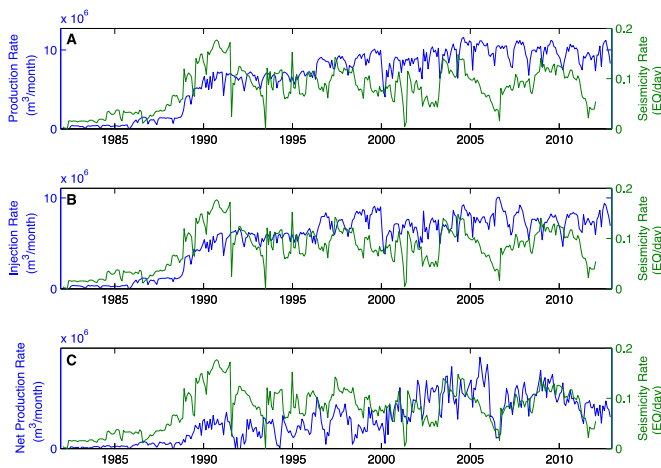 x 10^6
A
Production Rate
(m^3/month)
10
0
0.2
0.1
0
Seismicity Rate
(EQ/day)
1985 1990 1995 2000 2005 2010
x 10^6
B
Injection Rate
(m^3/month)
10
0
0.2
0.1
0
Seismicity Rate
(EQ/day)
1985 1990 1995 2000 2005 2010
x 10^6
C
Net Production Rate
(m^3/month)
0
0.2
0.1
0
Seismicity Rate
(EQ/day)
1985 1990 1995 2000 2005 2010